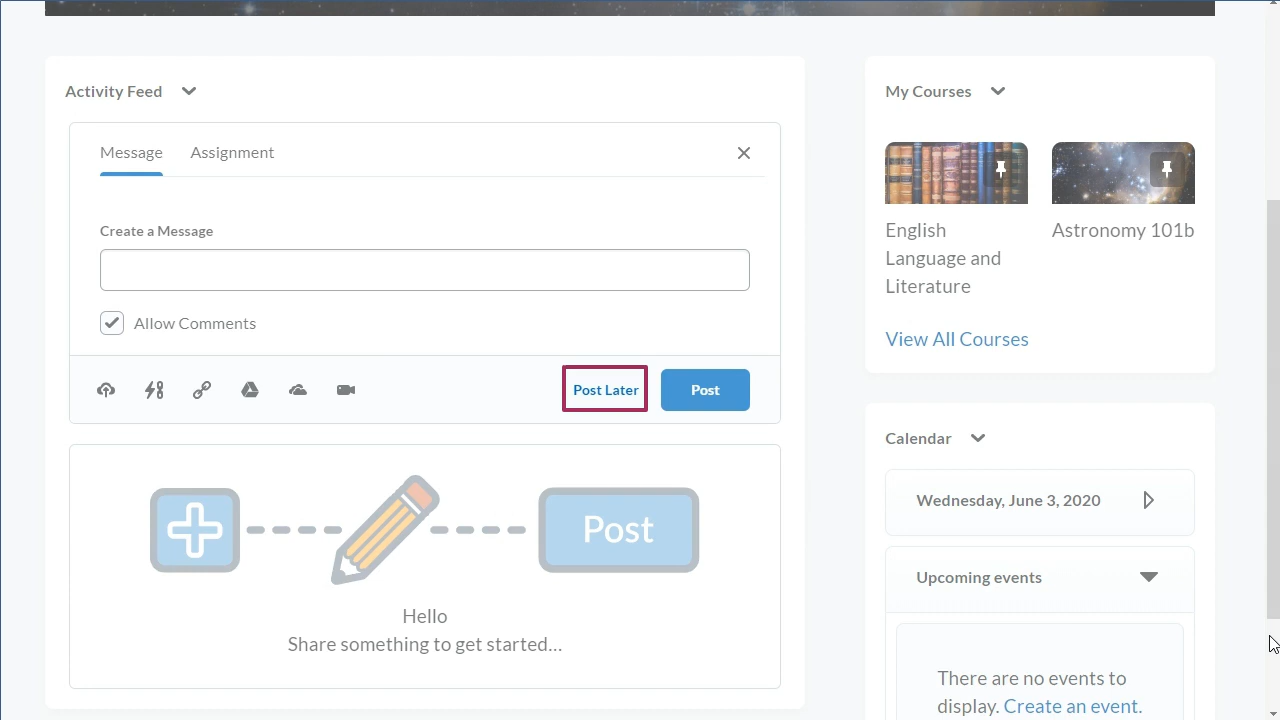 Activity Feed
Message
Assignment
Create a Message
Allow Comments
Post Later
Post
Post
Hello
Share something to get started...
My Courses
English
Language and
Literature
Astronomy 101b
View All Courses
Calendar
Wednesday, June 3, 2020
Upcoming events
There are no events to
display. Create an event.